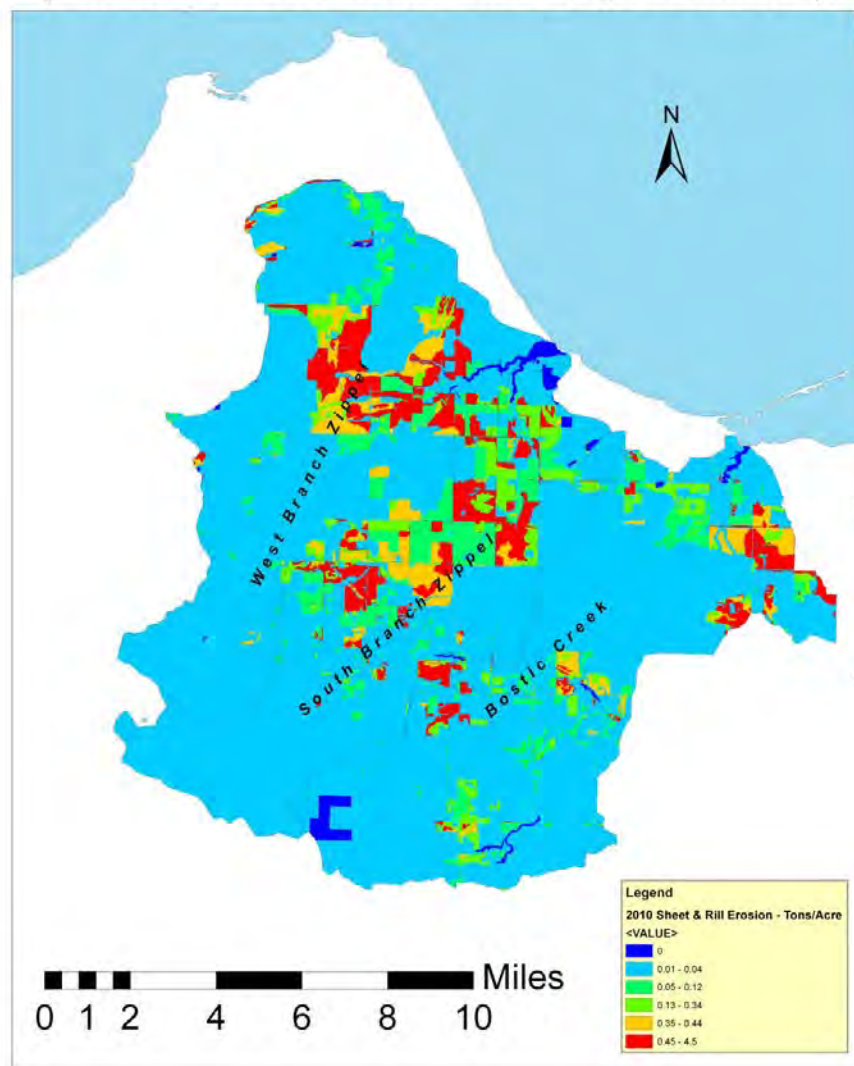 N
West Branch Zippel
South Branch Zippel
Bostic Creek
Legend
2010 Sheet & Rill Erosion - Tons/Acre
<VALUE>
0
0.01 - 0.04
0.05 - 0.12
0.13 - 0.34
0.35 - 0.44
0.45 - 4.5
Miles
0 1 2 4 6 8 10